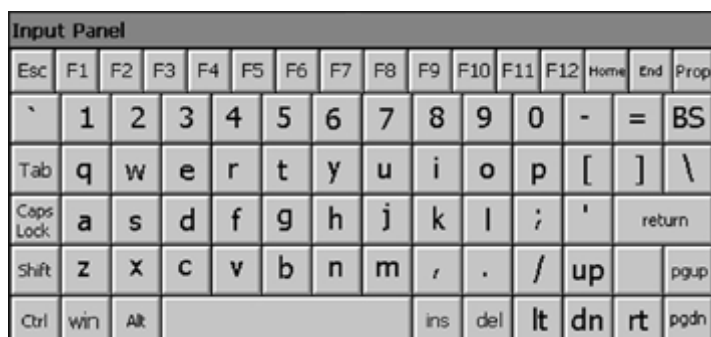 Input Panel
Esc F1 F2 F3 F4 F5 F6 F7 F8 F9 F10 F11 F12 Home End Prop
` 1 2 3 4 5 6 7 8 9 0 - = BS
Tab q w e r t y u i o p [ ] \
Caps Lock a s d f g h j k l ; ' return
Shift z x c v b n m , . / up pgup
Ctrl win Alt ins del lt dn rt pgdn